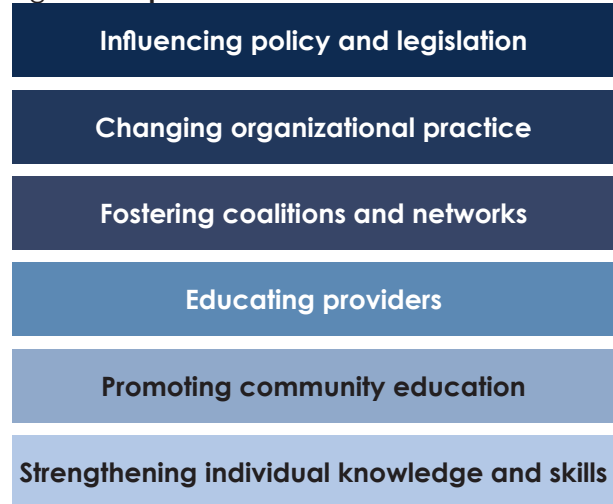 Influencing policy and legislation
Changing organizational practice
Fostering coalitions and networks
Educating providers
Promoting community education
Strengthening individual knowledge and skills